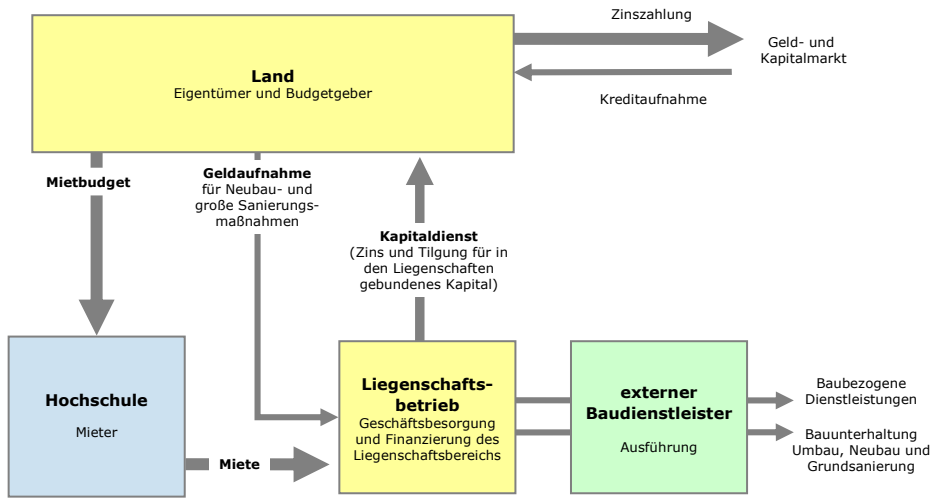 Zinszahlung
Land
Eigentümer und Budgetgeber
Geld- und
Kapitalmarkt
Kreditaufnahme
Mietbudget
Geldaufnahme
für Neubau- und
große Sanierungs-
maßnahmen
Kapitaldienst
(Zins und Tilgung für in
den Liegenschaften
gebundenes Kapital)
Hochschule
Mieter
Miete
Liegenschafts-
betrieb
Geschäftsbesorgung
und Finanzierung des
Liegenschaftsbereichs
externer
Baudienstleister
Ausführung
Baubezogene
Dienstleistungen
Bauunterhaltung
Umbau, Neubau und
Grundsanierung